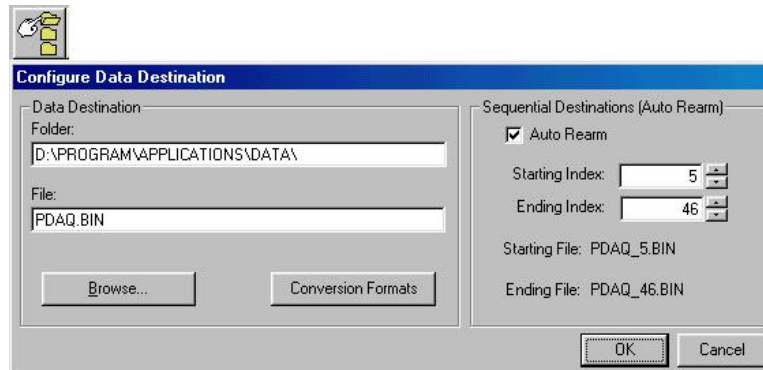 Configure Data Destination
Data Destination
Folder:
D:\PROGRAM\APPLICATIONS\DATA\
File:
PDAQ.BIN
Browse...
Conversion Formats
Sequential Destinations (Auto Rearm)
Auto Rearm
Starting Index: 5
Ending Index: 46
Starting File: PDAQ_5.BIN
Ending File: PDAQ_46.BIN
OK
Cancel